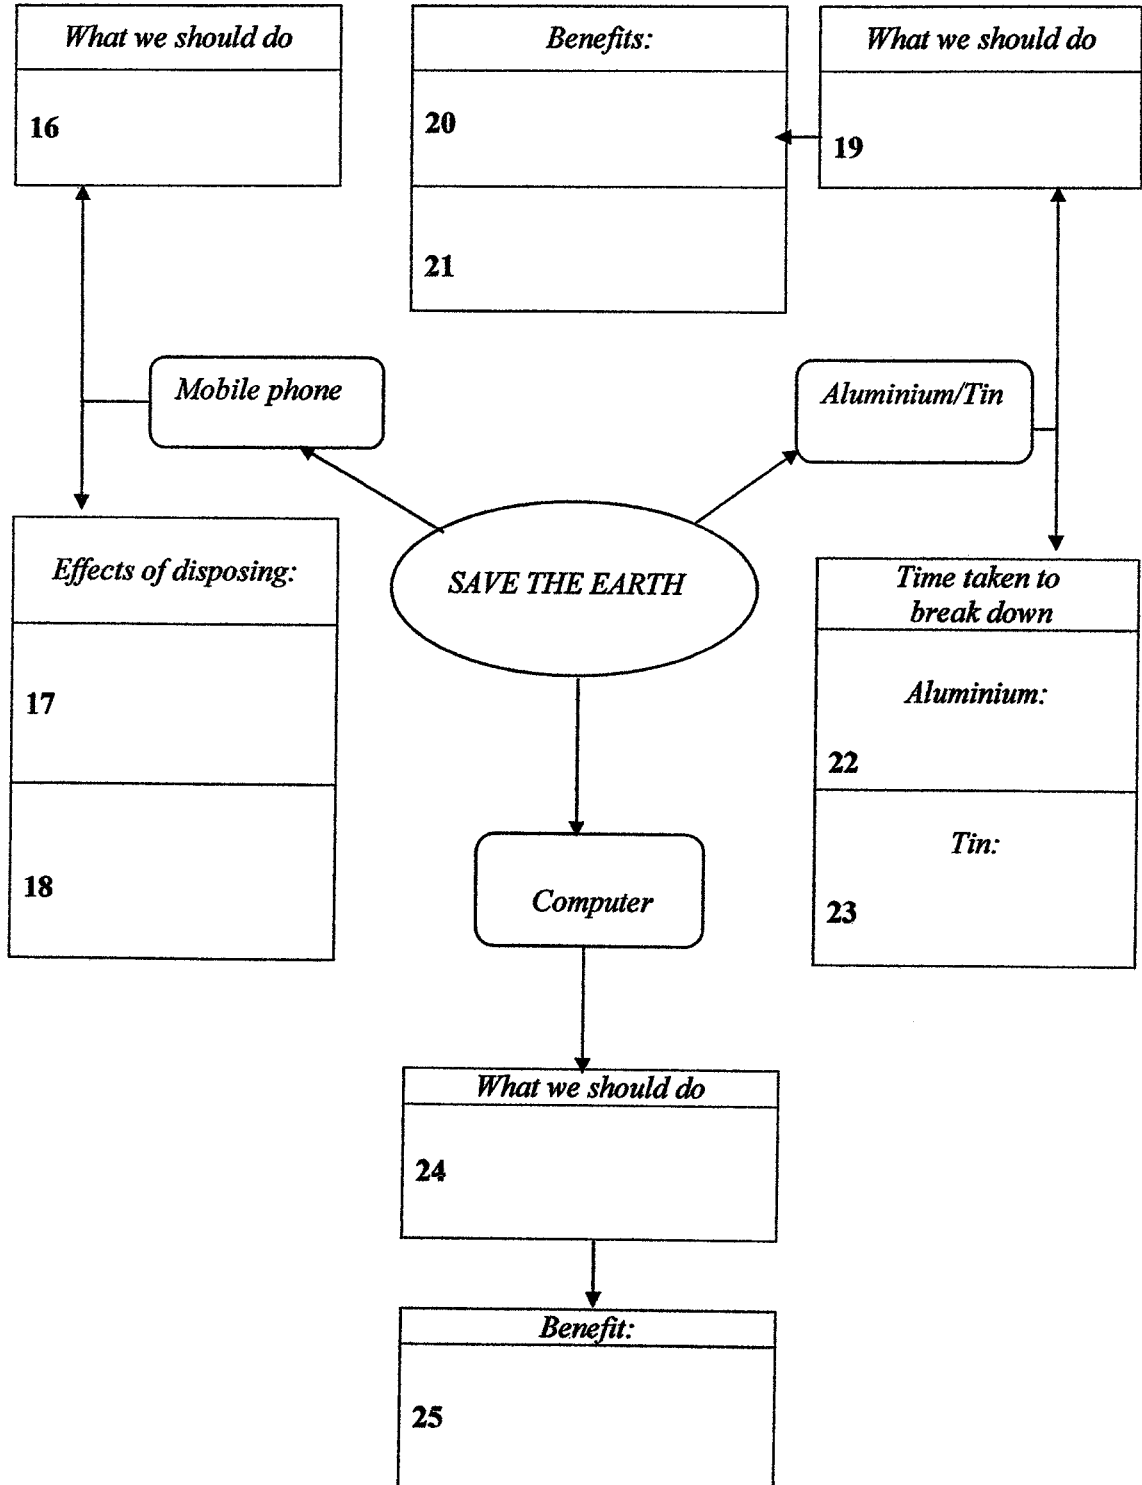 What we should do
16
Benefits:
20
21
What we should do
19
Mobile phone
Aluminium/Tin
Effects of disposing:
17
18
SAVE THE EARTH
Time taken to
break down
Aluminium:
22
Tin:
23
Computer
What we should do
24
Benefit:
25